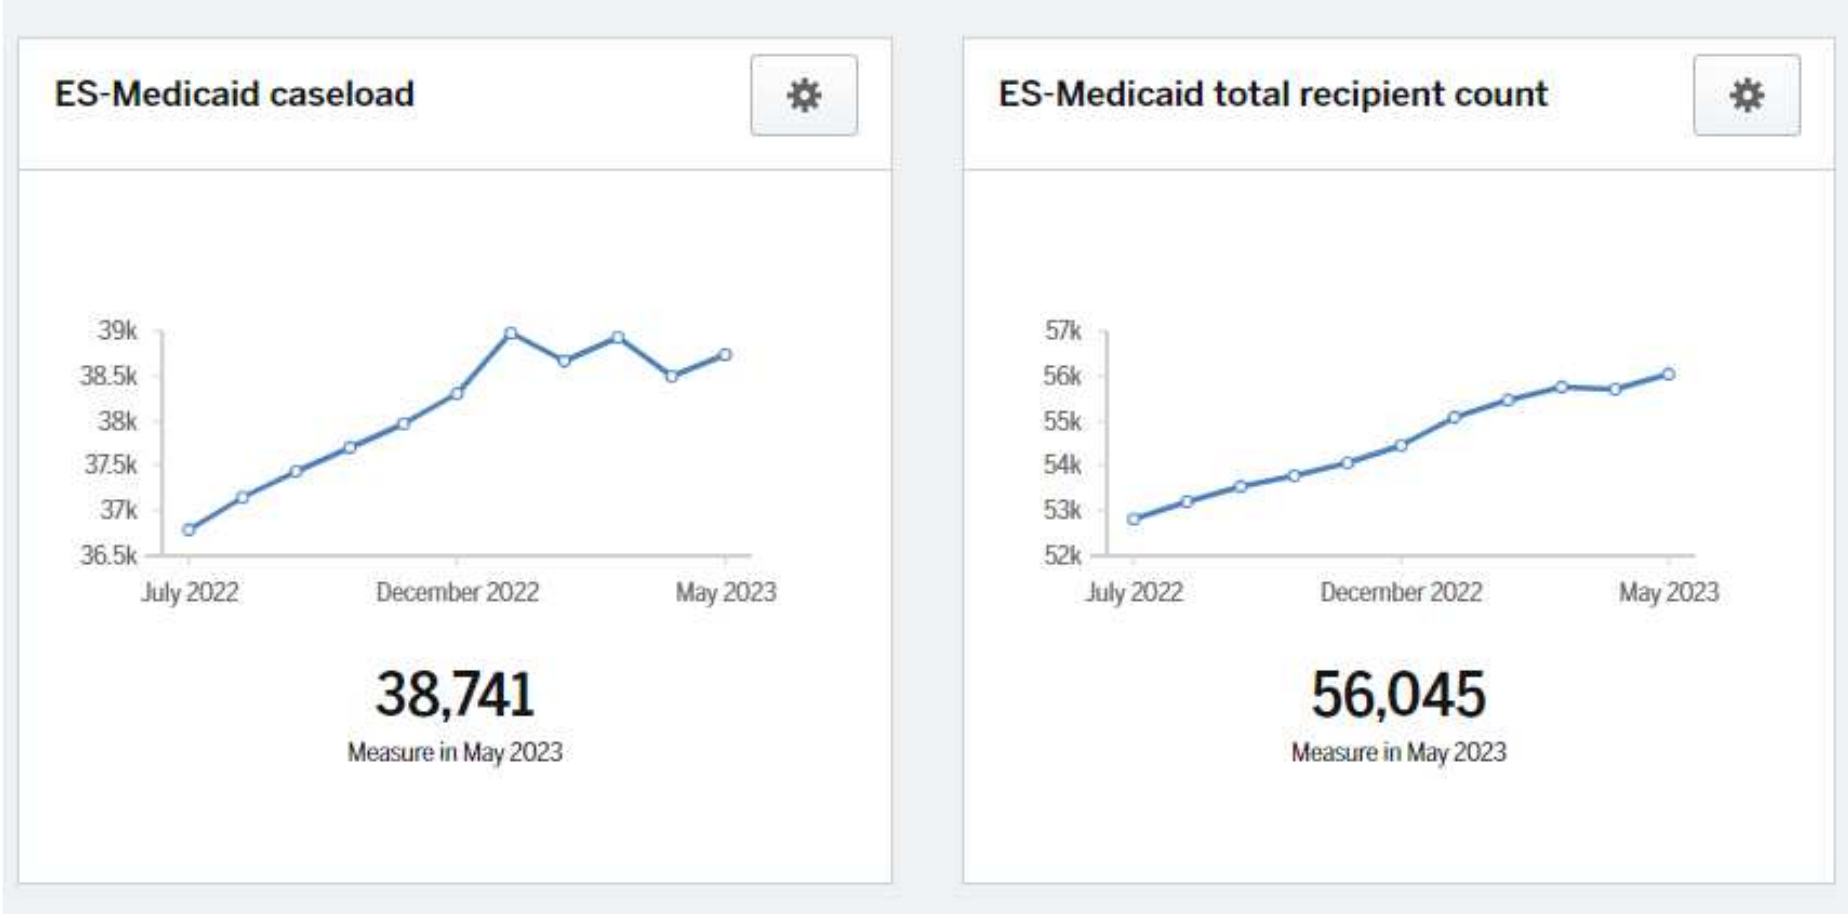 ES-Medicaid caseload
39k
38.5k
38k
37.5k
37k
36.5k
July 2022
December 2022
May 2023
38,741
Measure in May 2023
ES-Medicaid total recipient count
57k
56k
55k
54k
53k
52k
July 2022
December 2022
May 2023
56,045
Measure in May 2023